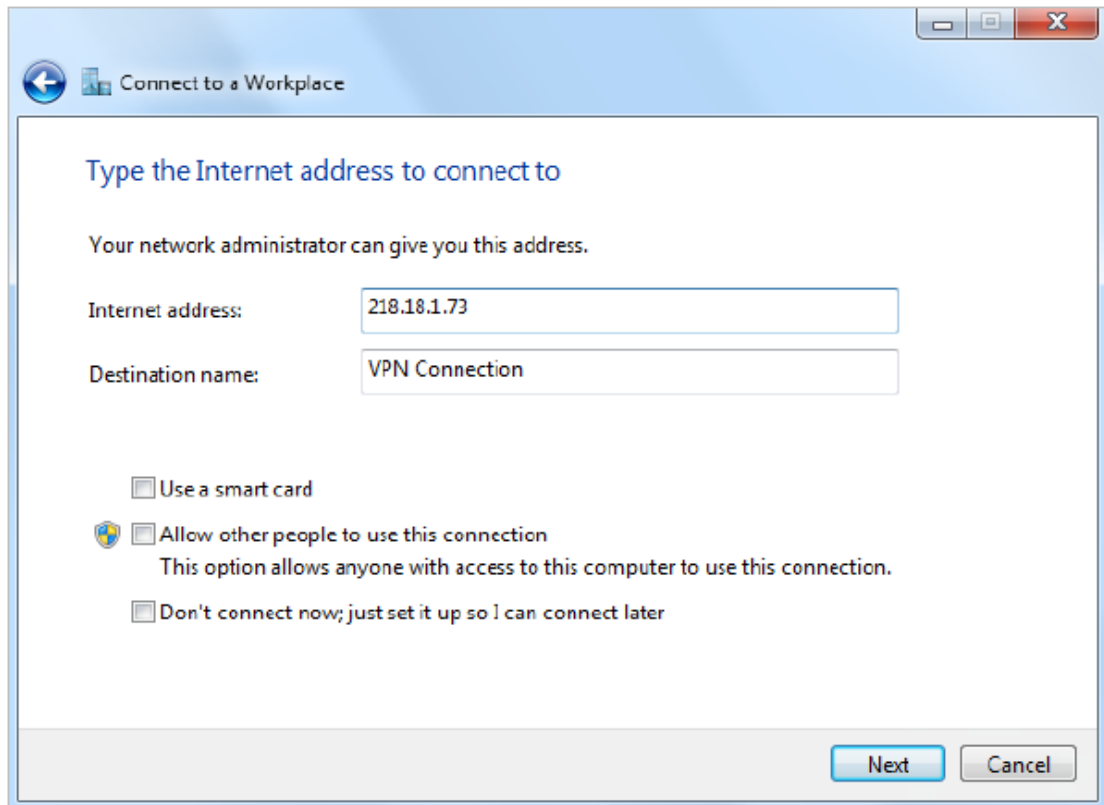 Connect to a Workplace
Type the Internet address to connect to
Your network administrator can give you this address.
Internet address: 218.18.1.73
Destination name: VPN Connection
Use a smart card
Allow other people to use this connection
This option allows anyone with access to this computer to use this connection.
Don't connect now; just set it up so I can connect later
Next Cancel